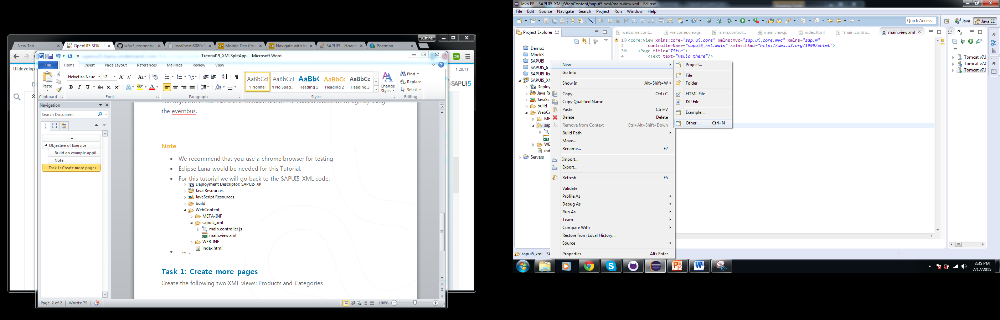 Justine
New Tab
OpenUI5 SDK - 
w3u3_redoneba
localhost:8080/S
Mobile Dev Cou
Navigate with M
SAPUI5 - How to
Postman
CORS
UI develop
1.28.11
SAPUI5
Tutorial19_XMLSplitApp - Microsoft Word
File Home Insert Page Layout References Mailings Review View
Paste
Clipboard
Helvetica Neue 12
Font
Paragraph
AaBbCcI AaBbCcI AaBbC AaBbCc AaBbCc
¶ Normal ¶ No Spaci... Heading 1 Heading 2 Heading 3
Styles
Change
Styles
Find
Replace
Select
Editing
Navigation
Search Document
Objective of Exercise
Build an example appli...
Note
Task 1: Create more pages
The objective of this exercise is to make use of the Publish Subscribe design by using
the eventbus.
Note
• We recommend that you use a chrome browser for testing
• Eclipse Luna would be needed for this Tutorial.
• For this tutorial we will go back to the SAPUI5_XML code.
Deployment Descriptor: SAPUI5_XM
Java Resources
JavaScript Resources
build
WebContent
META-INF
sapui5_xml
main.controller.js
main.view.xml
WEB-INF
index.html
Task 1: Create more pages
Create the following two XML views: Products and Categories
Page: 2 of 2 Words: 75
100%
Java EE - SAPUI5_XML/WebContent/sapui5_xml/main.view.xml - Eclipse
File Edit Source Navigate Search Project Run Window Help
Quick Access
Java
Java EE
Project Explorer
Demo1
MockS
SAPUI5
SAPUI5_6
SAPUI5_lis
SAPUI5_XM
Deploy
Java Re
JavaSc
build
WebCo
ME
sap
WE
ind
Servers
welcome.cont...
welcome.view.js
main.control...
main.view.js
index.html
*main.contro...
main.view.xml
1 <core:View xmlns:core="sap.ui.core" xmlns:mvc="sap.ui.core.mvc" xmlns="sap.m"
2 controllerName="sapui5_xml.main" xmlns:html="http://www.w3.org/1999/xhtml">
3 <Page title="Title">
4 <Text text="Hello there"/>
New
Go Into
Show In Alt+Shift+W
Copy Ctrl+C
Copy Qualified Name
Paste Ctrl+V
Delete Delete
Remove from Context Ctrl+Alt+Shift+Down
Build Path
Move...
Rename... F2
Import...
Export...
Refresh F5
Validate
Profile As
Debug As
Run As
Team
Compare With
Restore from Local History...
Source
Properties Alt+Enter
Project...
File
Folder
HTML File
JSP File
Example...
Other... Ctrl+N
Tomcat v7.0
Tomcat v7.0
Tomcat v7.0
sapui5_xml - SA
2:35 PM
7/17/2015